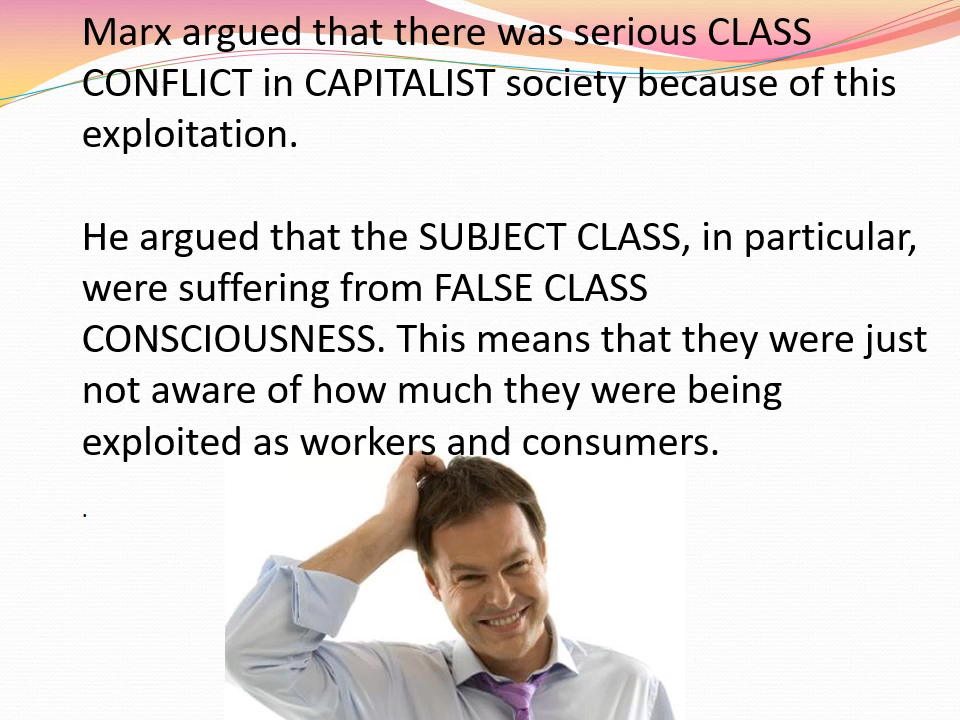 Marx argued that there was serious CLASS
CONFLICT in CAPITALIST society because of this
exploitation.
He argued that the SUBJECT CLASS, in particular,
were suffering from FALSE CLASS
CONSCIOUSNESS. This means that they were just
not aware of how much they were being
exploited as workers and consumers.
.